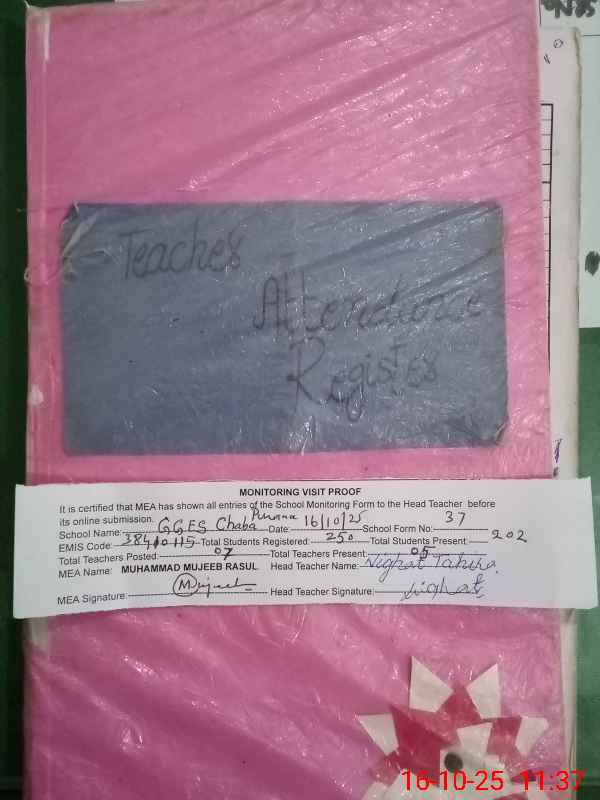 Teacher
Attendance
Register
MONITORING VISIT PROOF
It is certified that MEA has shown all entries of the School Monitoring Form to the Head Teacher before
its online submission.
School Name: GGES Chaba Purana Date: 16/10/25 School Form No: 37
EMIS Code: 38410115 Total Students Registered: 250 Total Students Present: 202
Total Teachers Posted: 07 Total Teachers Present: 05
MEA Name: MUHAMMAD MUJEEB RASUL Head Teacher Name: Nighat Tahira
MEA Signature: Mujeeb Head Teacher Signature: Nighat
16-10-25 11:37